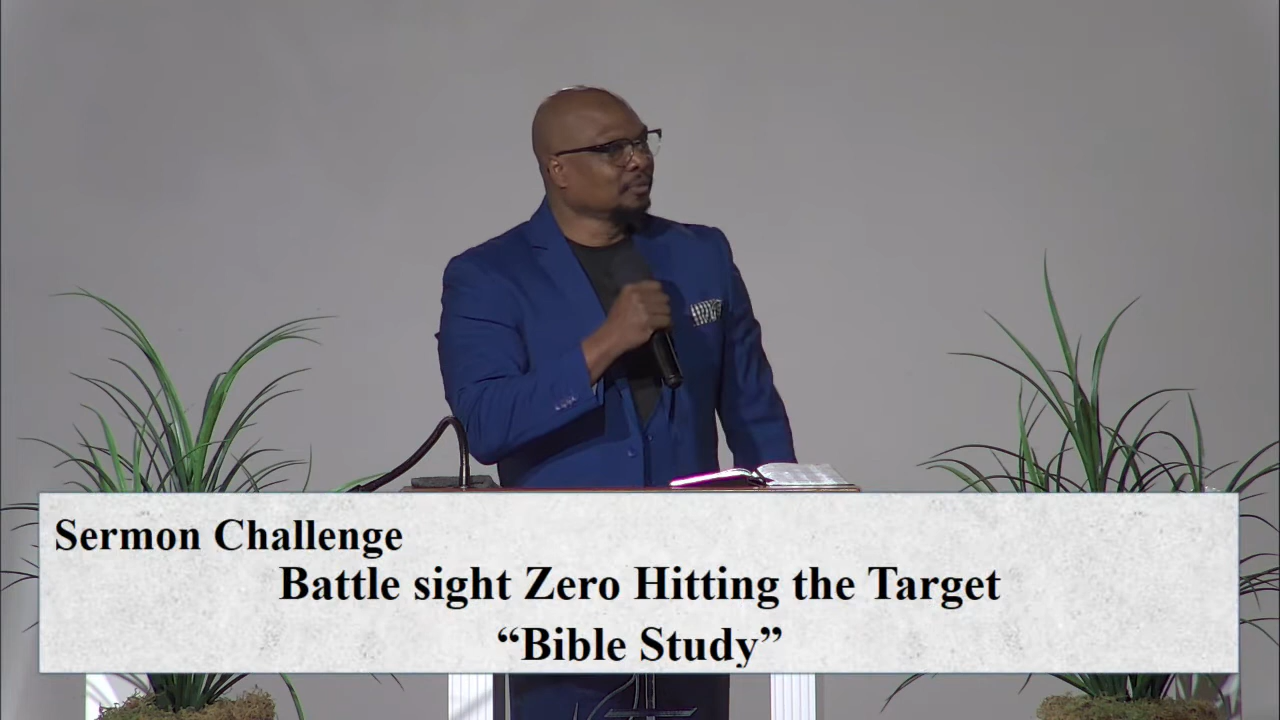 Sermon Challenge
Battle sight Zero Hitting the Target
“Bible Study”